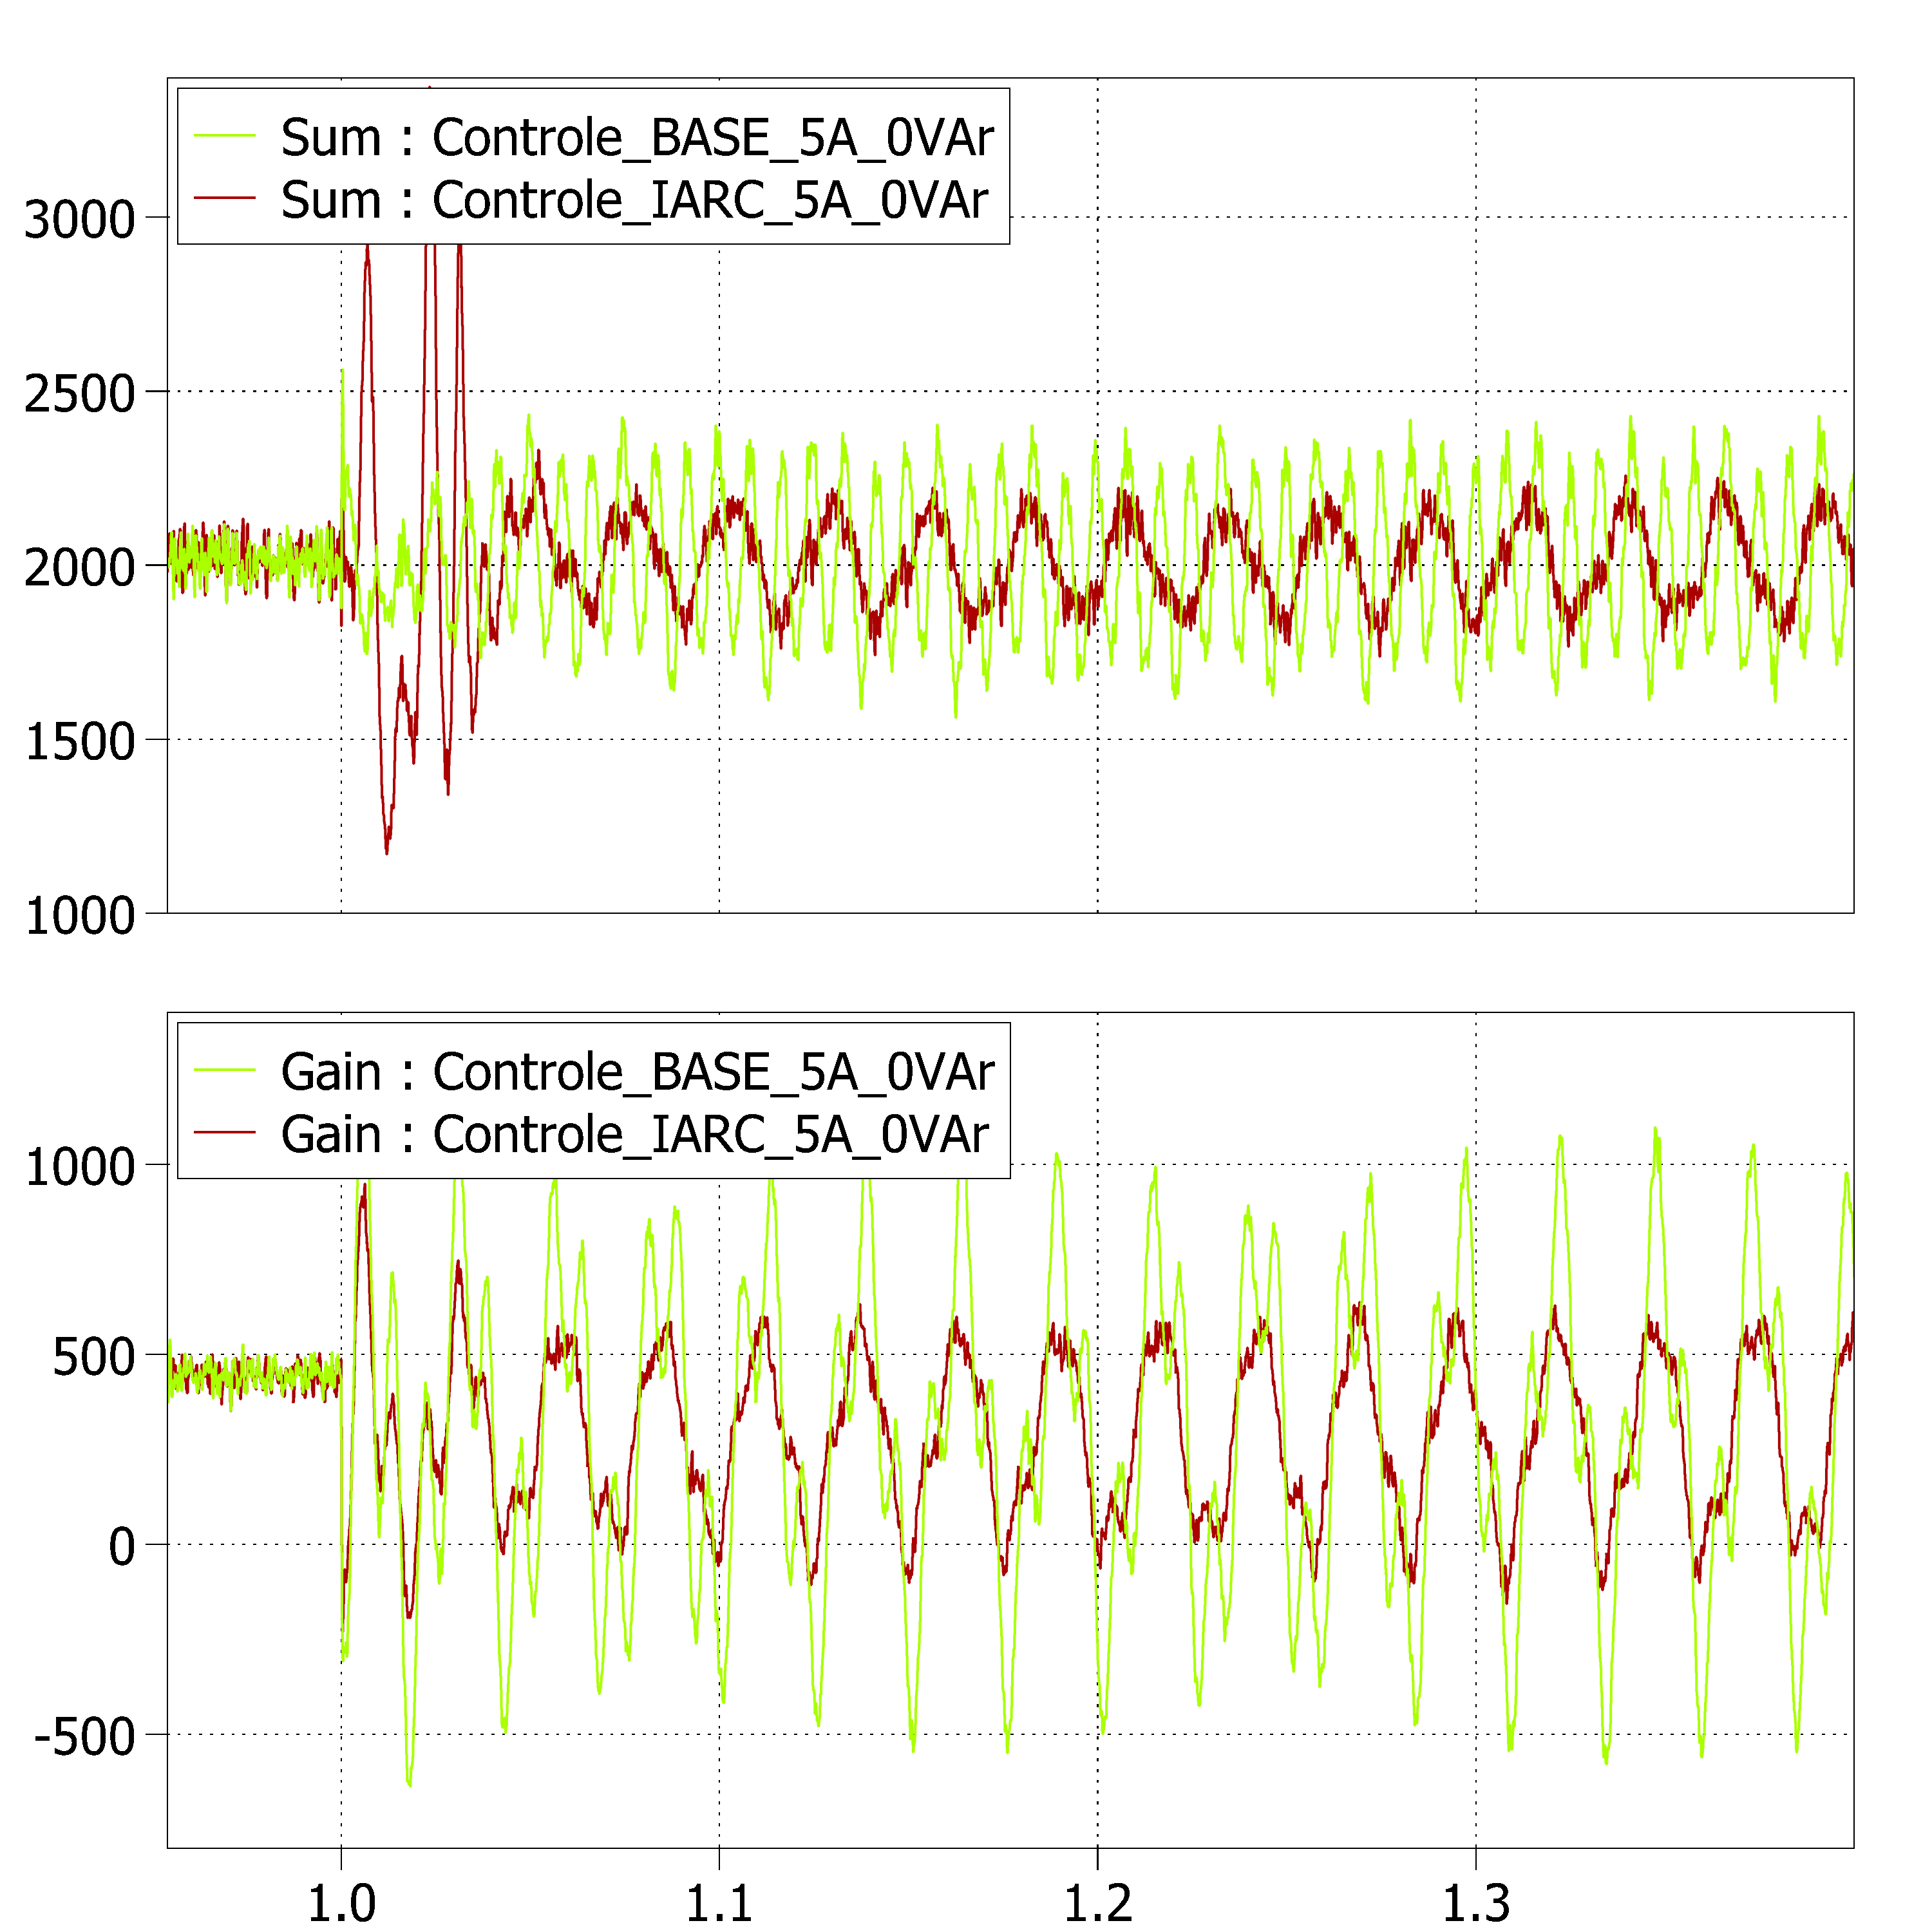 Sum : Controle_BASE_5A_0VAr
Sum : Controle_IARC_5A_0VAr
3000
2500
2000
1500
1000
Gain : Controle_BASE_5A_0VAr
Gain : Controle_IARC_5A_0VAr
1000
500
0
-500
1.0 1.1 1.2 1.3